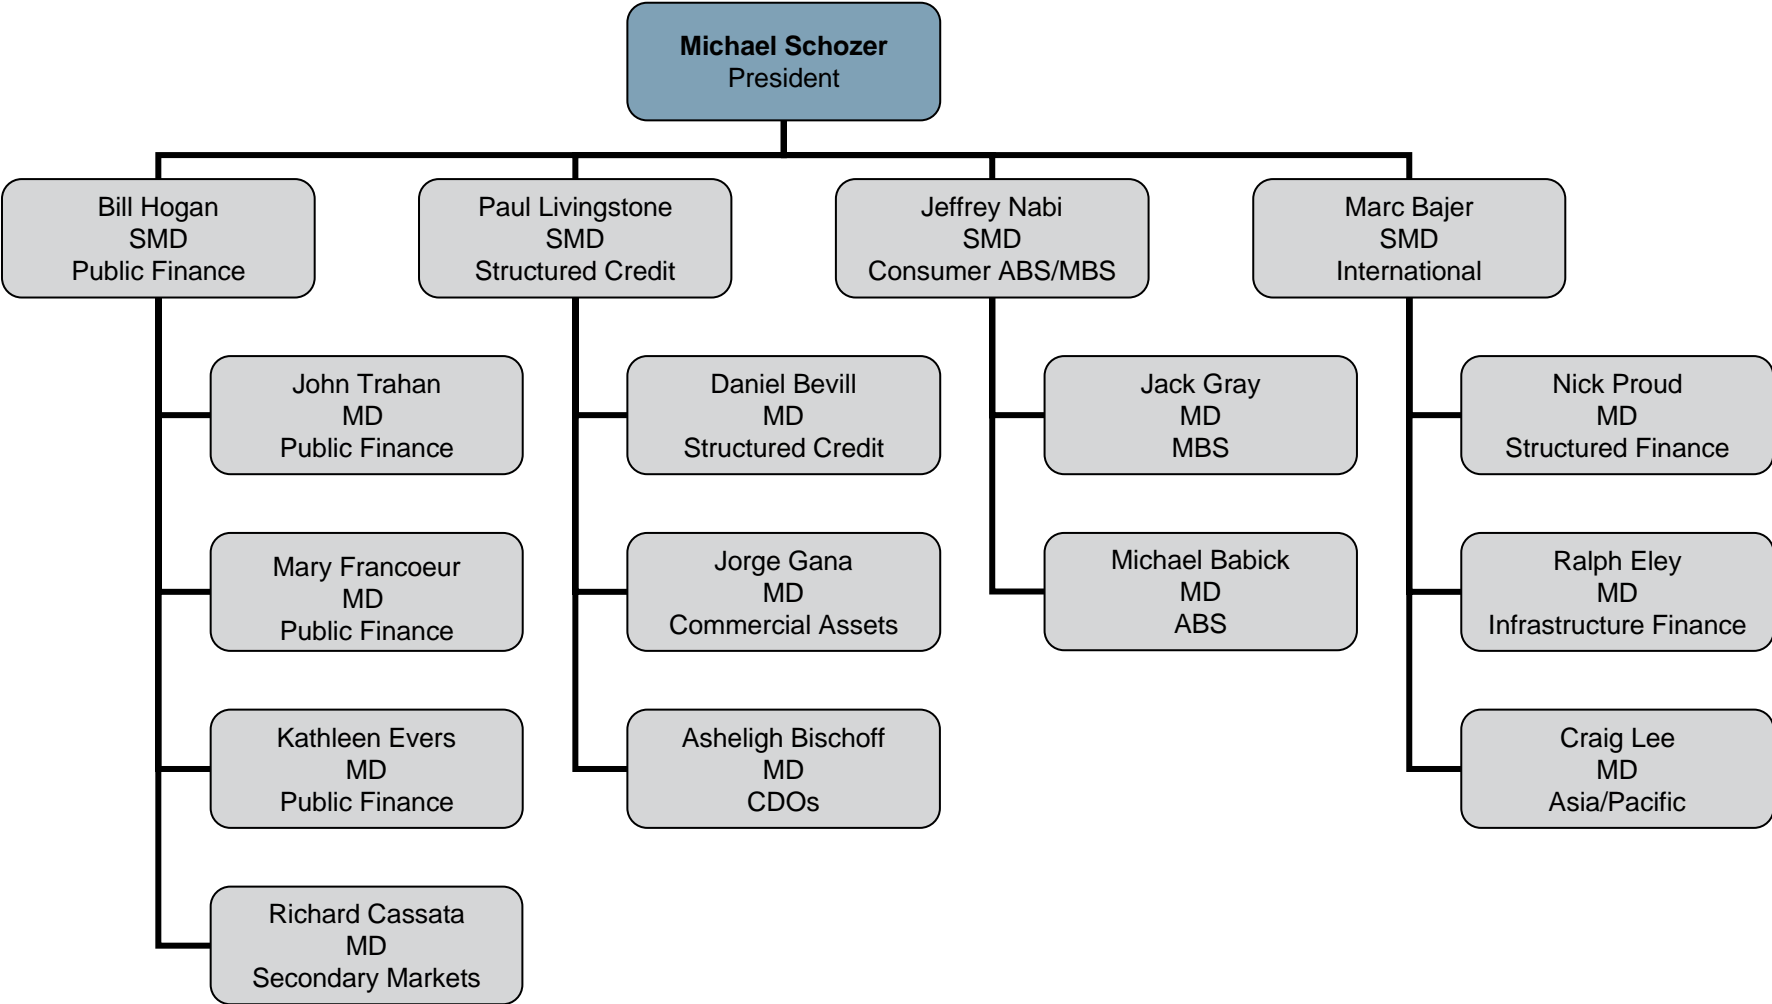 Michael Schozer
President
Bill Hogan
SMD
Public Finance
Paul Livingstone
SMD
Structured Credit
Jeffrey Nabi
SMD
Consumer ABS/MBS
Marc Bajer
SMD
International
John Trahan
MD
Public Finance
Daniel Bevill
MD
Structured Credit
Jack Gray
MD
MBS
Nick Proud
MD
Structured Finance
Mary Francoeur
MD
Public Finance
Jorge Gana
MD
Commercial Assets
Michael Babick
MD
ABS
Ralph Eley
MD
Infrastructure Finance
Kathleen Evers
MD
Public Finance
Asheligh Bischoff
MD
CDOs
Craig Lee
MD
Asia/Pacific
Richard Cassata
MD
Secondary Markets